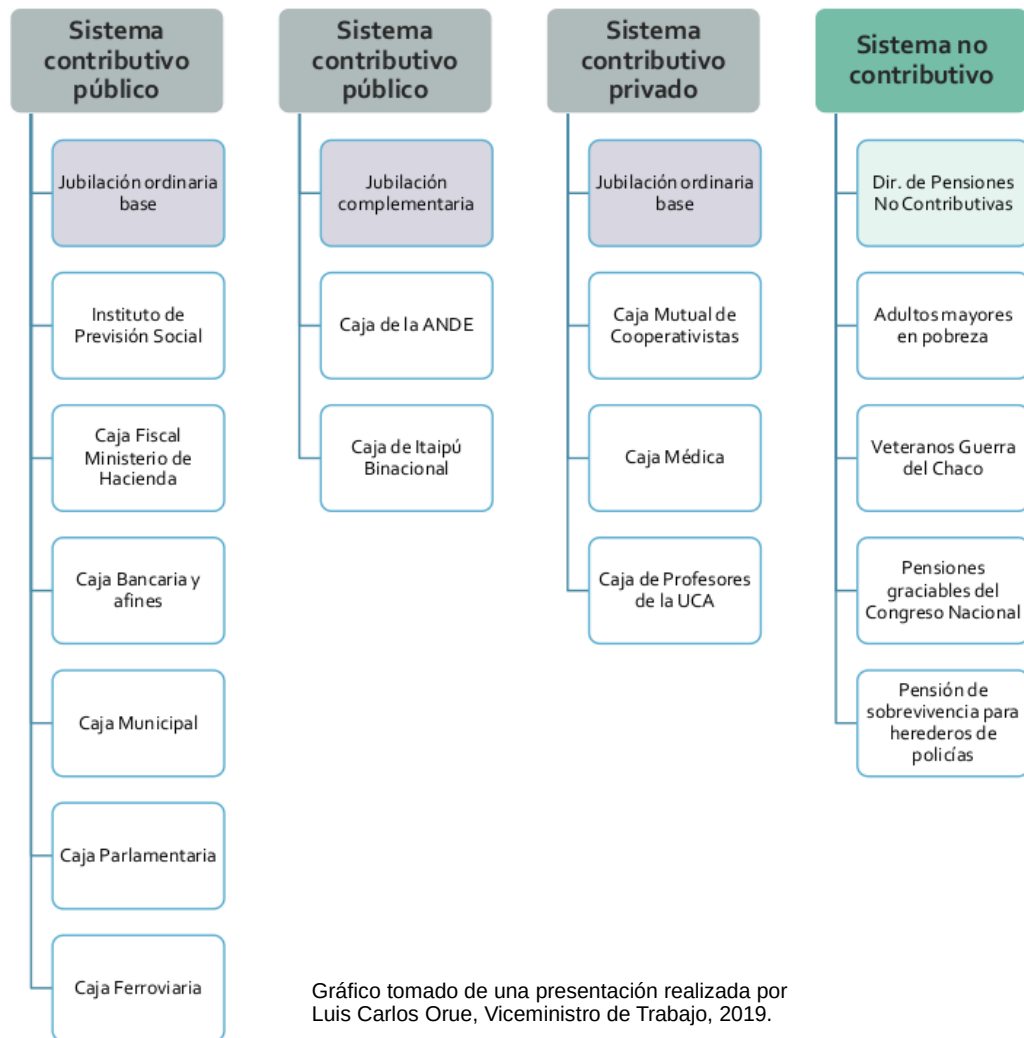 Sistema
contributivo
público
Jubilación ordinaria
base
Instituto de
Previsión Social
Caja Fiscal
Ministerio de
Hacienda
Caja Bancaria y
afines
Caja Municipal
Caja Parlamentaria
Caja Ferroviaria
Sistema
contributivo
público
Jubilación
complementaria
Caja de la ANDE
Caja de Itaipú
Binacional
Sistema
contributivo
privado
Jubilación ordinaria
base
Caja Mutual de
Cooperativistas
Caja Médica
Caja de Profesores
de la UCA
Sistema no
contributivo
Dir. de Pensiones
No Contributivas
Adultos mayores
en pobreza
Veteranos Guerra
del Chaco
Pensiones
graciables del
Congreso Nacional
Pensión de
sobrevivencia para
herederos de
policías
Gráfico tomado de una presentación realizada por
Luis Carlos Orue, Viceministro de Trabajo, 2019.